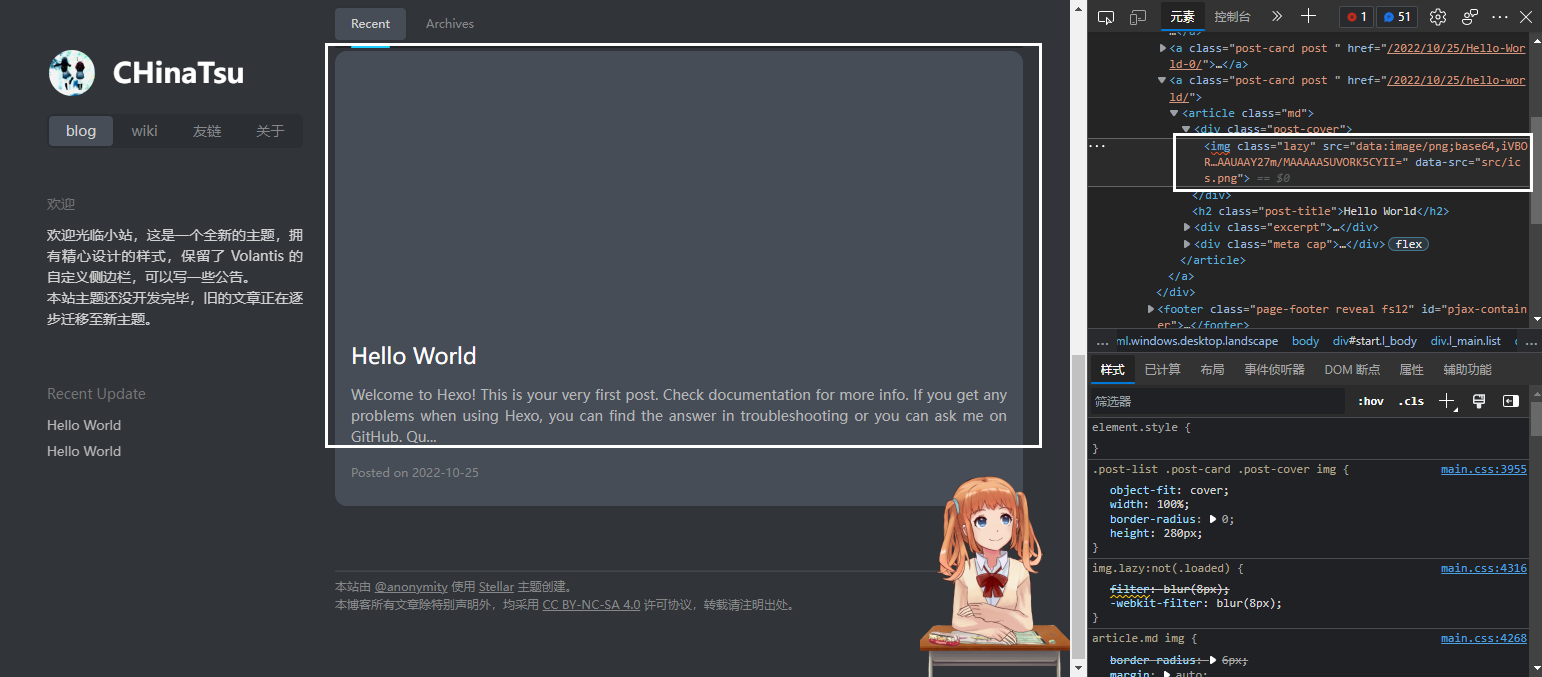 Recent
Archives
CHinaTsu
blog
wiki
友链
关于
欢迎
欢迎光临小站，这是一个全新的主题，拥
有精心设计的样式，保留了 Volantis 的
自定义侧边栏，可以写一些公告。
本站主题还没开发完毕，旧的文章正在逐
步迁移至新主题。
Recent Update
Hello World
Hello World
Hello World
Welcome to Hexo! This is your very first post. Check documentation for more info. If you get any
problems when using Hexo, you can find the answer in troubleshooting or you can ask me on
GitHub. Qu...
Posted on 2022-10-25
本站由 @anonymity 使用 Stellar 主题创建。
本博客所有文章除特别声明外，均采用 CC BY-NC-SA 4.0 许可协议，转载请注明出处。
元素
控制台
1
51
…</a>
<a class="post-card post " href="/2022/10/25/Hello-Wor
ld-0/">…</a>
<a class="post-card post " href="/2022/10/25/hello-wor
ld/">
<article class="md">
<div class="post-cover">
<img class="lazy" src="data:image/png;base64,iVBO
R…AAUAAY27m/MAAAAASUVORK5CYII=" data-src="src/ic
s.png"> == $0
</div>
<h2 class="post-title">Hello World</h2>
<div class="excerpt">…</div>
<div class="meta cap">…</div> flex
</article>
</a>
</div>
<footer class="page-footer reveal fs12" id="pjax-contain
er">…</footer>
... ml.windows.desktop.landscape body div#start.l_body div.l_main.list ...
样式
已计算
布局
事件侦听器
DOM 断点
属性
辅助功能
筛选器
:hov
.cls
element.style {
}
.post-list .post-card .post-cover img {
main.css:3955
object-fit: cover;
width: 100%;
border-radius: 0;
height: 280px;
}
img.lazy:not(.loaded) {
main.css:4316
filter: blur(8px);
-webkit-filter: blur(8px);
}
article.md img {
main.css:4268
border-radius: 6px;
margin: auto;